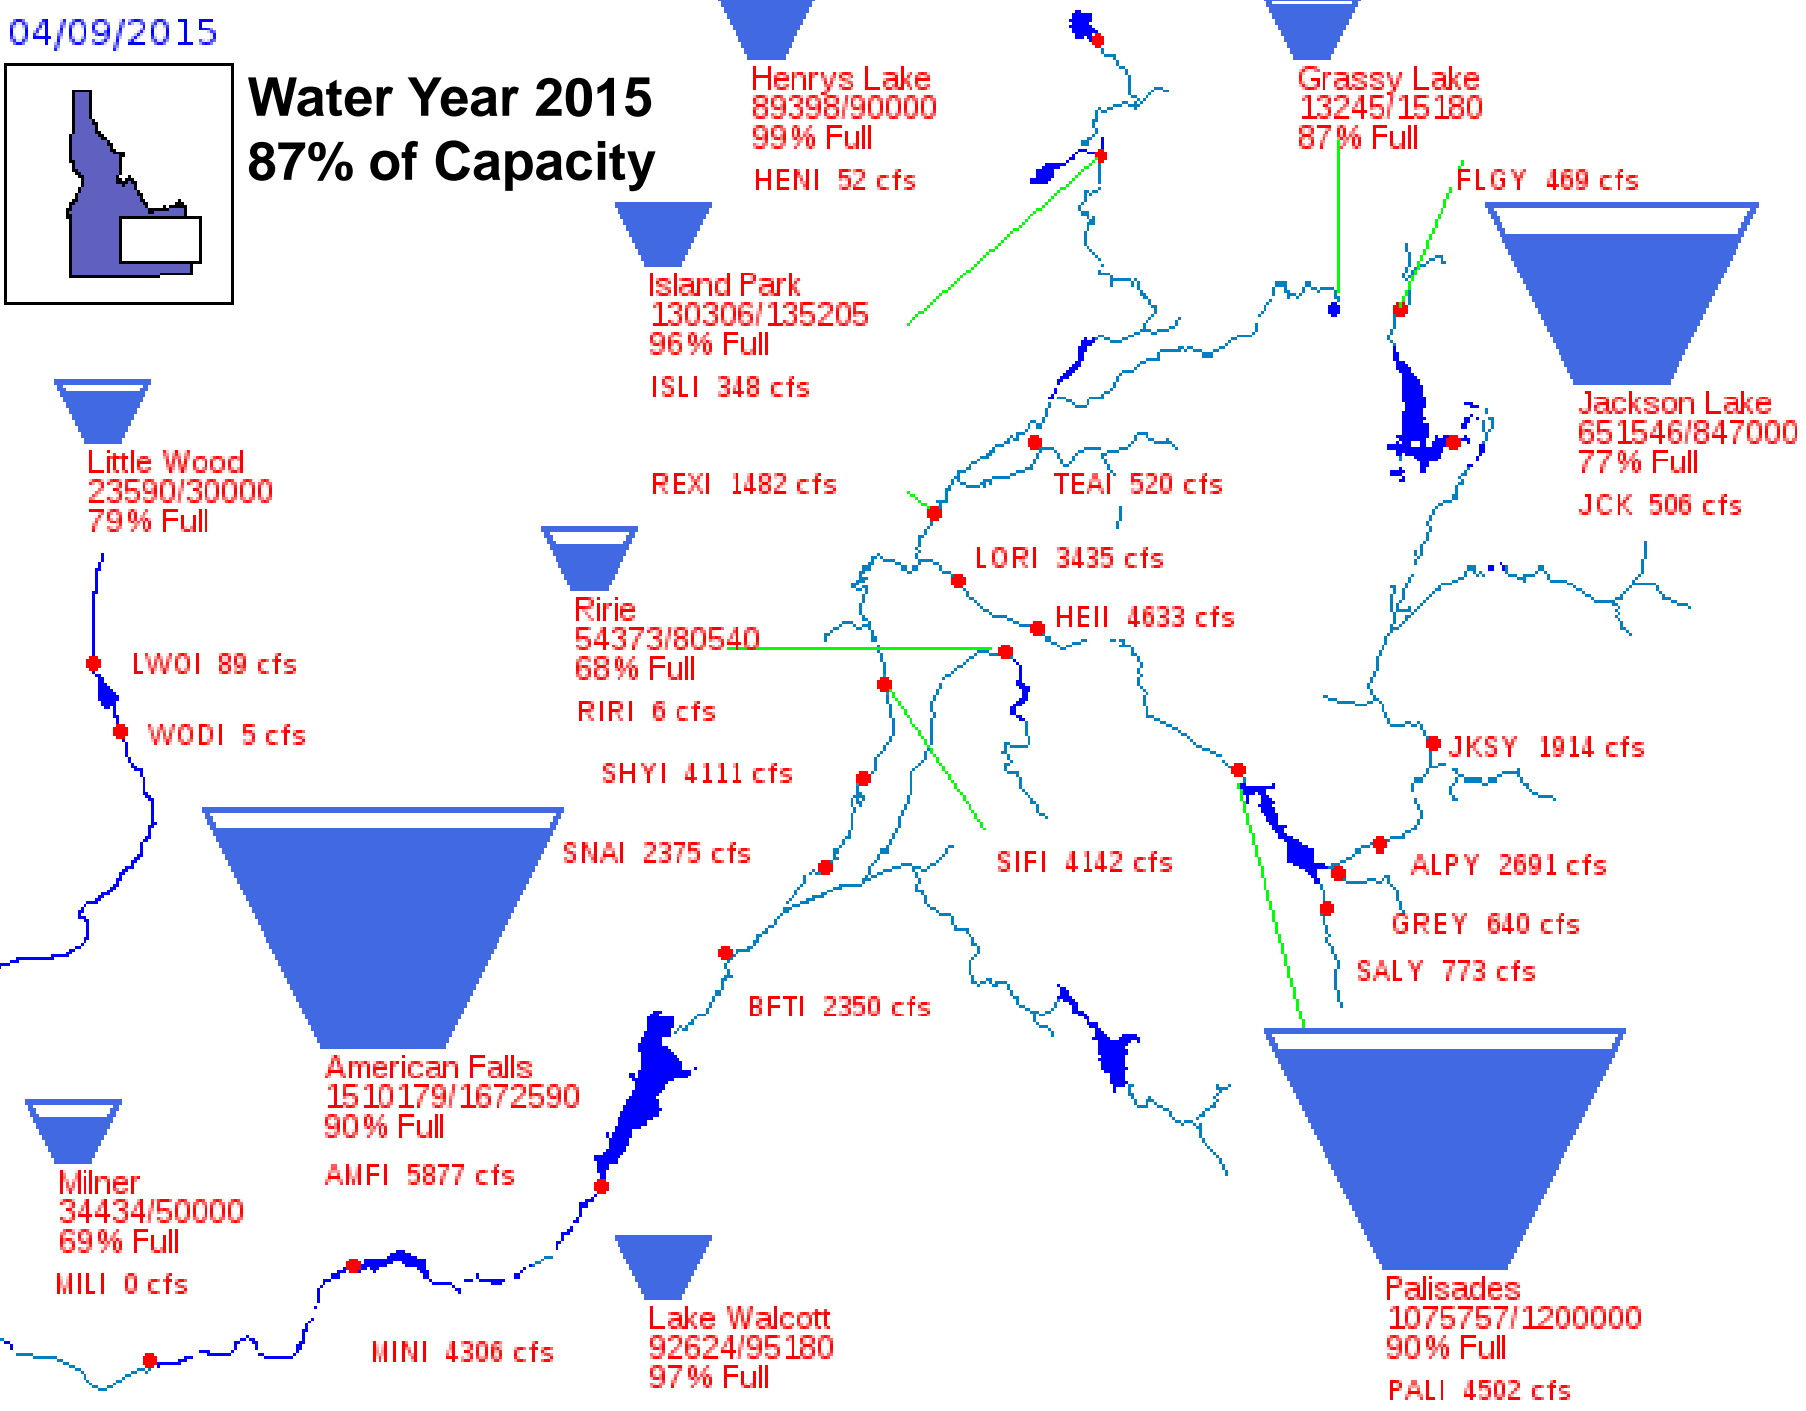 04/09/2015
Water Year 2015
87% of Capacity
Henrys Lake
89398/90000
99% Full
HENI 52 cfs
Grassy Lake
13245/15180
87% Full
FLGY 469 cfs
Island Park
130306/135205
96% Full
ISLI 348 cfs
Jackson Lake
651546/847000
77% Full
JCK 506 cfs
Little Wood
23590/30000
79% Full
REXI 1482 cfs
TEAI 520 cfs
LORI 3435 cfs
Ririe
54373/80540
68% Full
RIRI 6 cfs
HEII 4633 cfs
LWOI 89 cfs
WODI 5 cfs
SHYI 4111 cfs
JKSY 1914 cfs
SNAI 2375 cfs
SIFI 4142 cfs
ALPY 2691 cfs
GREY 640 cfs
SALY 773 cfs
BFTI 2350 cfs
American Falls
1510179/1672590
90% Full
AMFI 5877 cfs
Milner
34434/50000
69% Full
MILI 0 cfs
MINI 4306 cfs
Lake Walcott
92624/95180
97% Full
Palisades
1075757/1200000
90% Full
PALI 4502 cfs